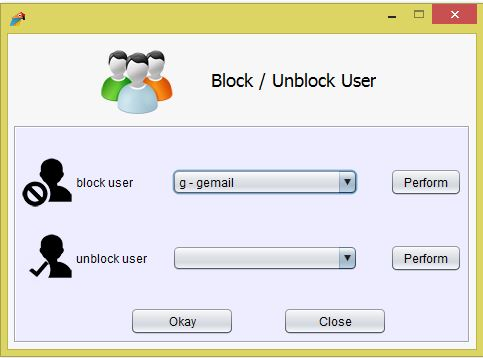 Block / Unblock User
block user
g - gemail
Perform
unblock user
Perform
Okay
Close